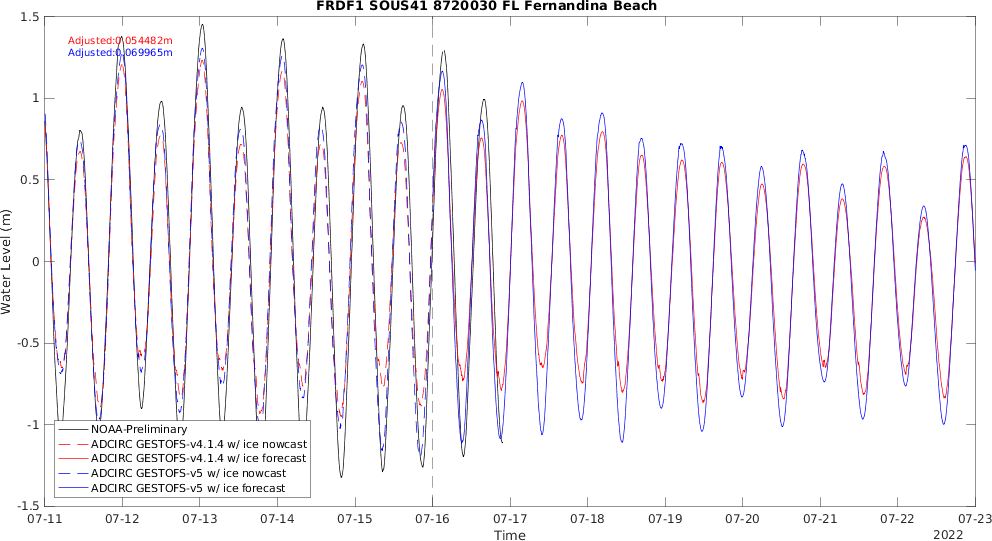 FRDF1 SOUS41 8720030 FL Fernandina Beach
1.5
1
0.5
0
-0.5
-1
-1.5
Water Level (m)
Adjusted:0.054482m
Adjusted:0.069965m
NOAA-Preliminary
ADCIRC GESTOFS-v4.1.4 w/ ice nowcast
ADCIRC GESTOFS-v4.1.4 w/ ice forecast
ADCIRC GESTOFS-v5 w/ ice nowcast
ADCIRC GESTOFS-v5 w/ ice forecast
07-11 07-12 07-13 07-14 07-15 07-16 07-17 07-18 07-19 07-20 07-21 07-22 07-23
Time
2022